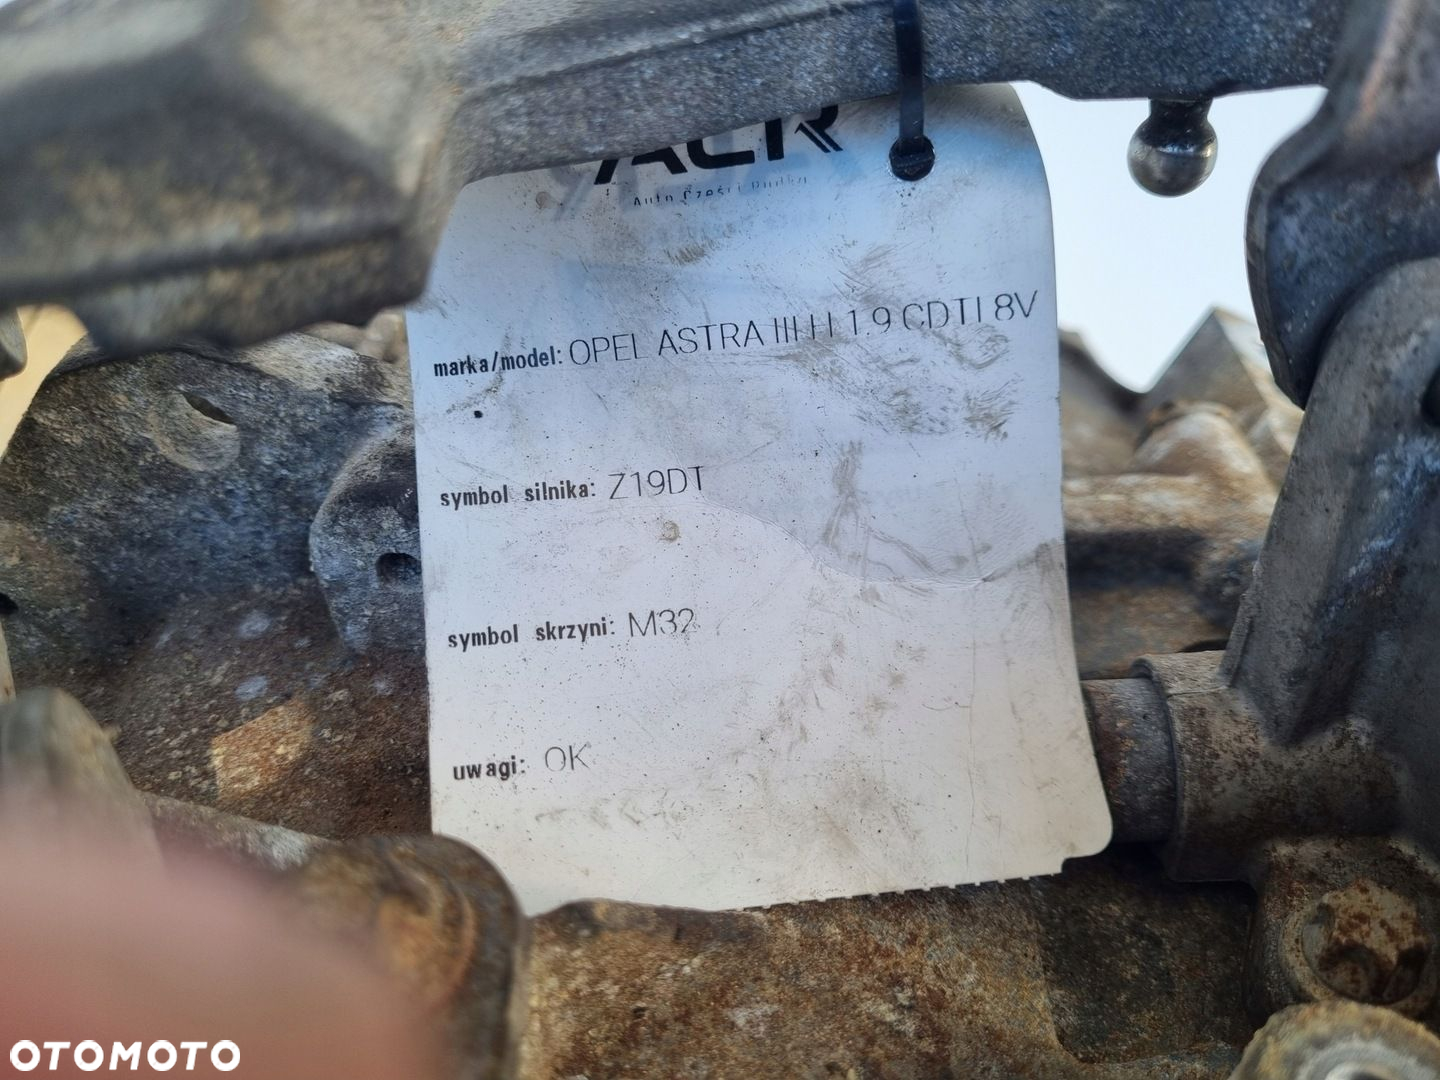 ACR
Auto Części Rudka
marka/model: OPEL ASTRA III H 1.9 CDTI 8V
symbol silnika: Z19DT
symbol skrzyni: M32
uwagi: OK
OTOMOTO